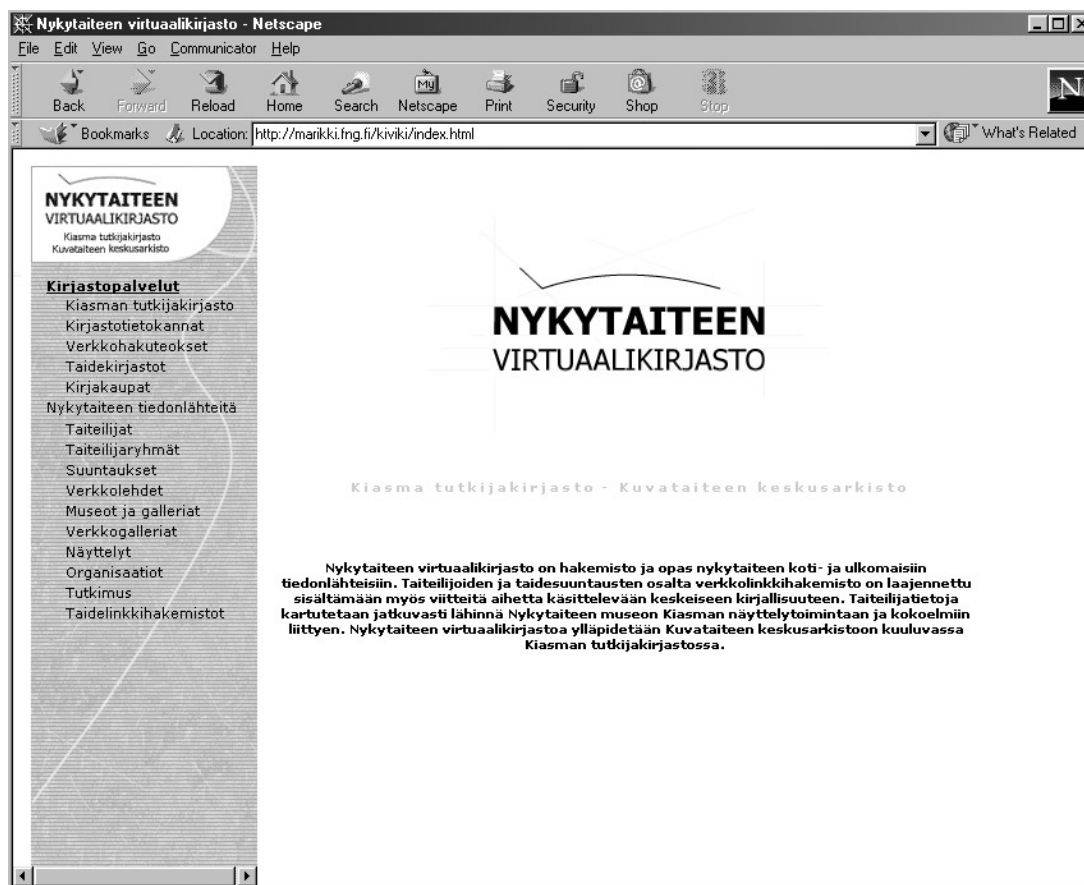 Nykytaiteen virtuaalikirjasto - Netscape
File Edit View Go Communicator Help
Back Forward Reload Home Search Netscape Print Security Shop Stop
My
N
Bookmarks Location: http://marikki.fng.fi/kiviki/index.html What's Related
NYKYTAITEEN
VIRTUAALIKIRJASTO
Kiasma tutkijakirjasto
Kuvataiteen keskusarkisto
Kirjastopalvelut
Kiasman tutkijakirjasto
Kirjastotietokannat
Verkkohakuteokset
Taidekirjastot
Kirjakaupat
Nykytaiteen tiedonlähteitä
Taiteilijat
Taiteilijaryhmät
Suuntaukset
Verkkolehdet
Museot ja galleriat
Verkkogalleriat
Näyttelyt
Organisaatiot
Tutkimus
Taidelinkkihakemistot
NYKYTAITEEN
VIRTUAALIKIRJASTO
Kiasma tutkijakirjasto - Kuvataiteen keskusarkisto
Nykytaiteen virtuaalikirjasto on hakemisto ja opas nykytaiteen koti- ja ulkomaisiin
tiedonlähteisiin. Taiteilijoiden ja taidesuuntausten osalta verkkolinkkihakemisto on laajennettu
sisältämään myös viitteitä aihetta käsittelevään keskeiseen kirjallisuuteen. Taiteilijatietoja
kartutetaan jatkuvasti lähinnä Nykytaiteen museon Kiasman näyttelytoimintaan ja kokoelmiin
liittyen. Nykytaiteen virtuaalikirjastoa ylläpidetään Kuvataiteen keskusarkistoon kuuluvassa
Kiasman tutkijakirjastossa.